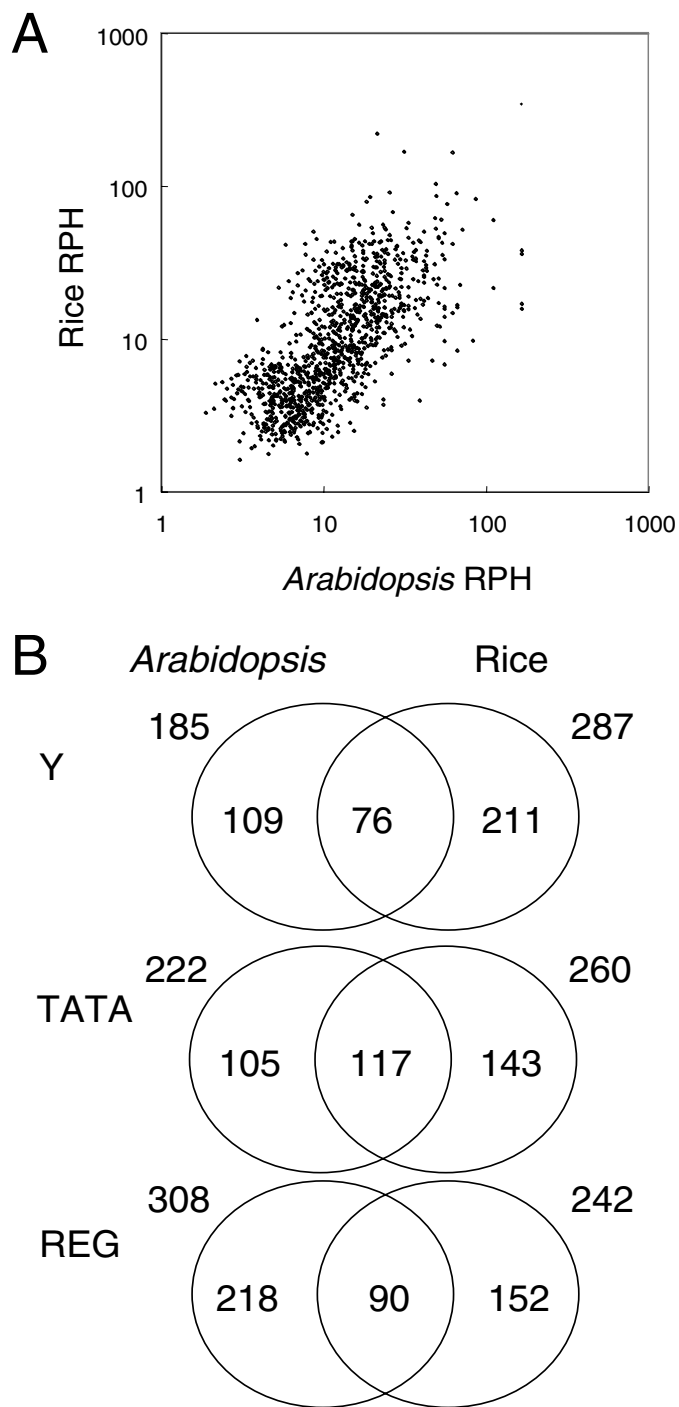 A
1000
100
10
1
Rice RPH
1 10 100 1000
Arabidopsis RPH
B
Arabidopsis Rice
185 287
Y
109 76 211
222 260
TATA
105 117 143
308 242
REG
218 90 152